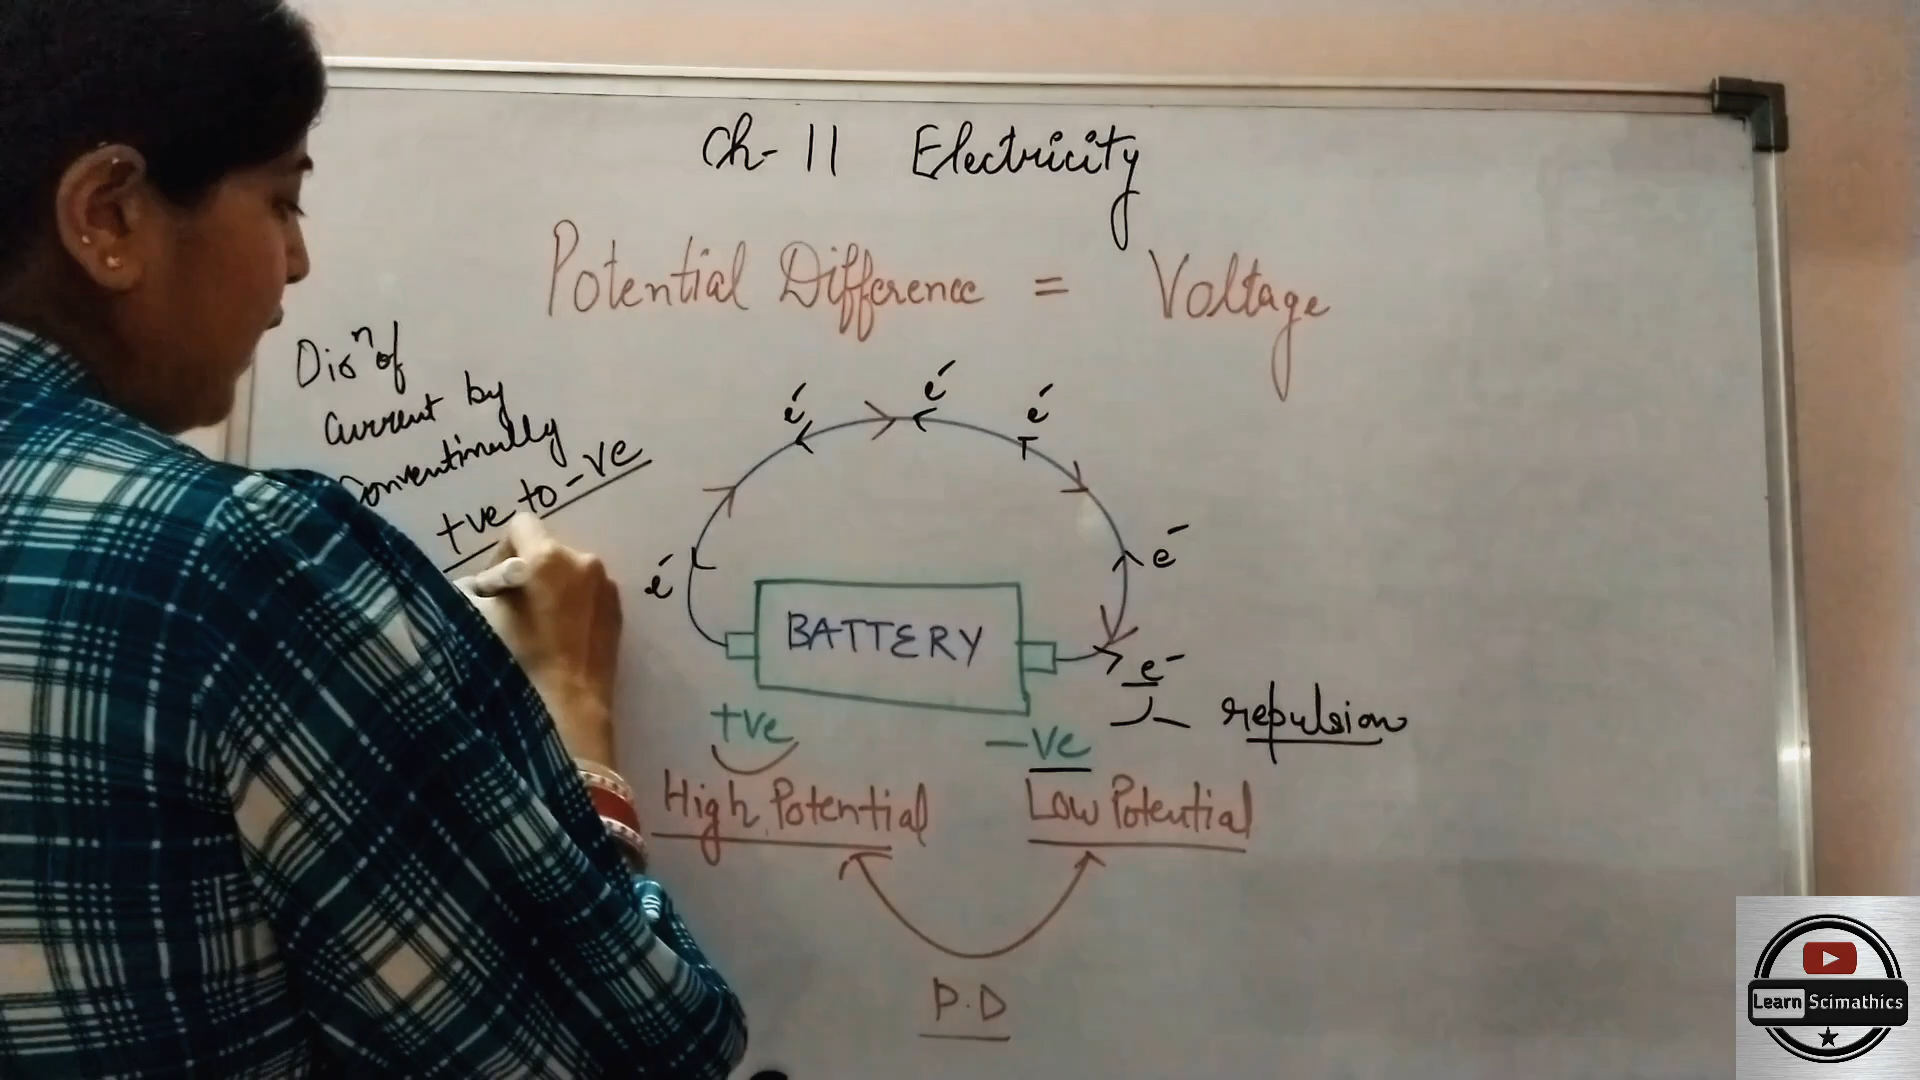 Ch- 11 Electricity
Potential Difference = Voltage
Dirⁿ of
Current by
Conventionally
+ve to -ve
e⁻
e⁻
e⁻
e⁻
e⁻
BATTERY
e⁻
repulsion
+ve
-ve
High Potential
Low Potential
P.D
Learn Scimathics